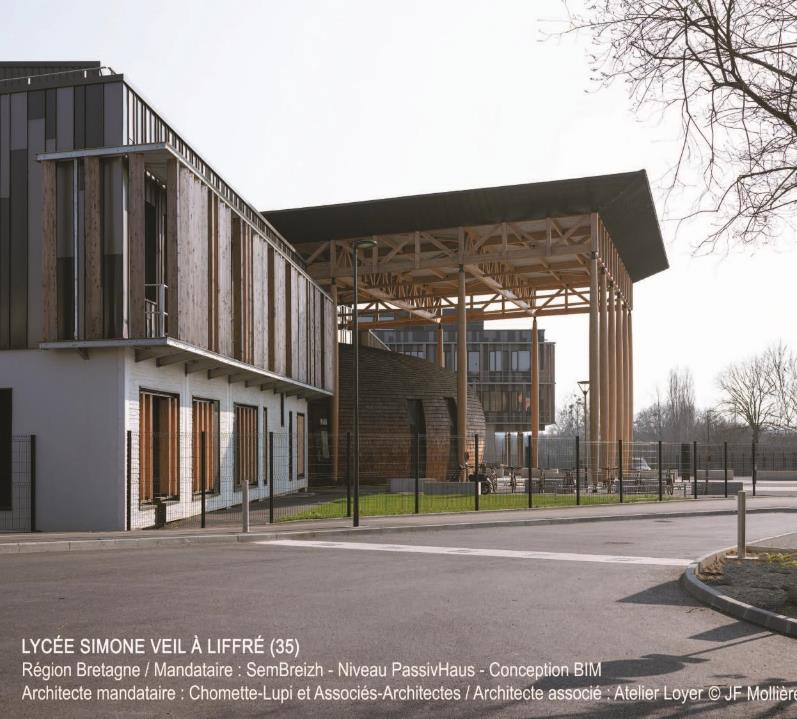 LYCÉE SIMONE VEIL À LIFFRÉ (35)
Région Bretagne / Mandataire : SemBreizh - Niveau PassivHaus - Conception BIM
Architecte mandataire : Chomette-Lupi et Associés-Architectes / Architecte associé : Atelier Loyer © JF Mollière